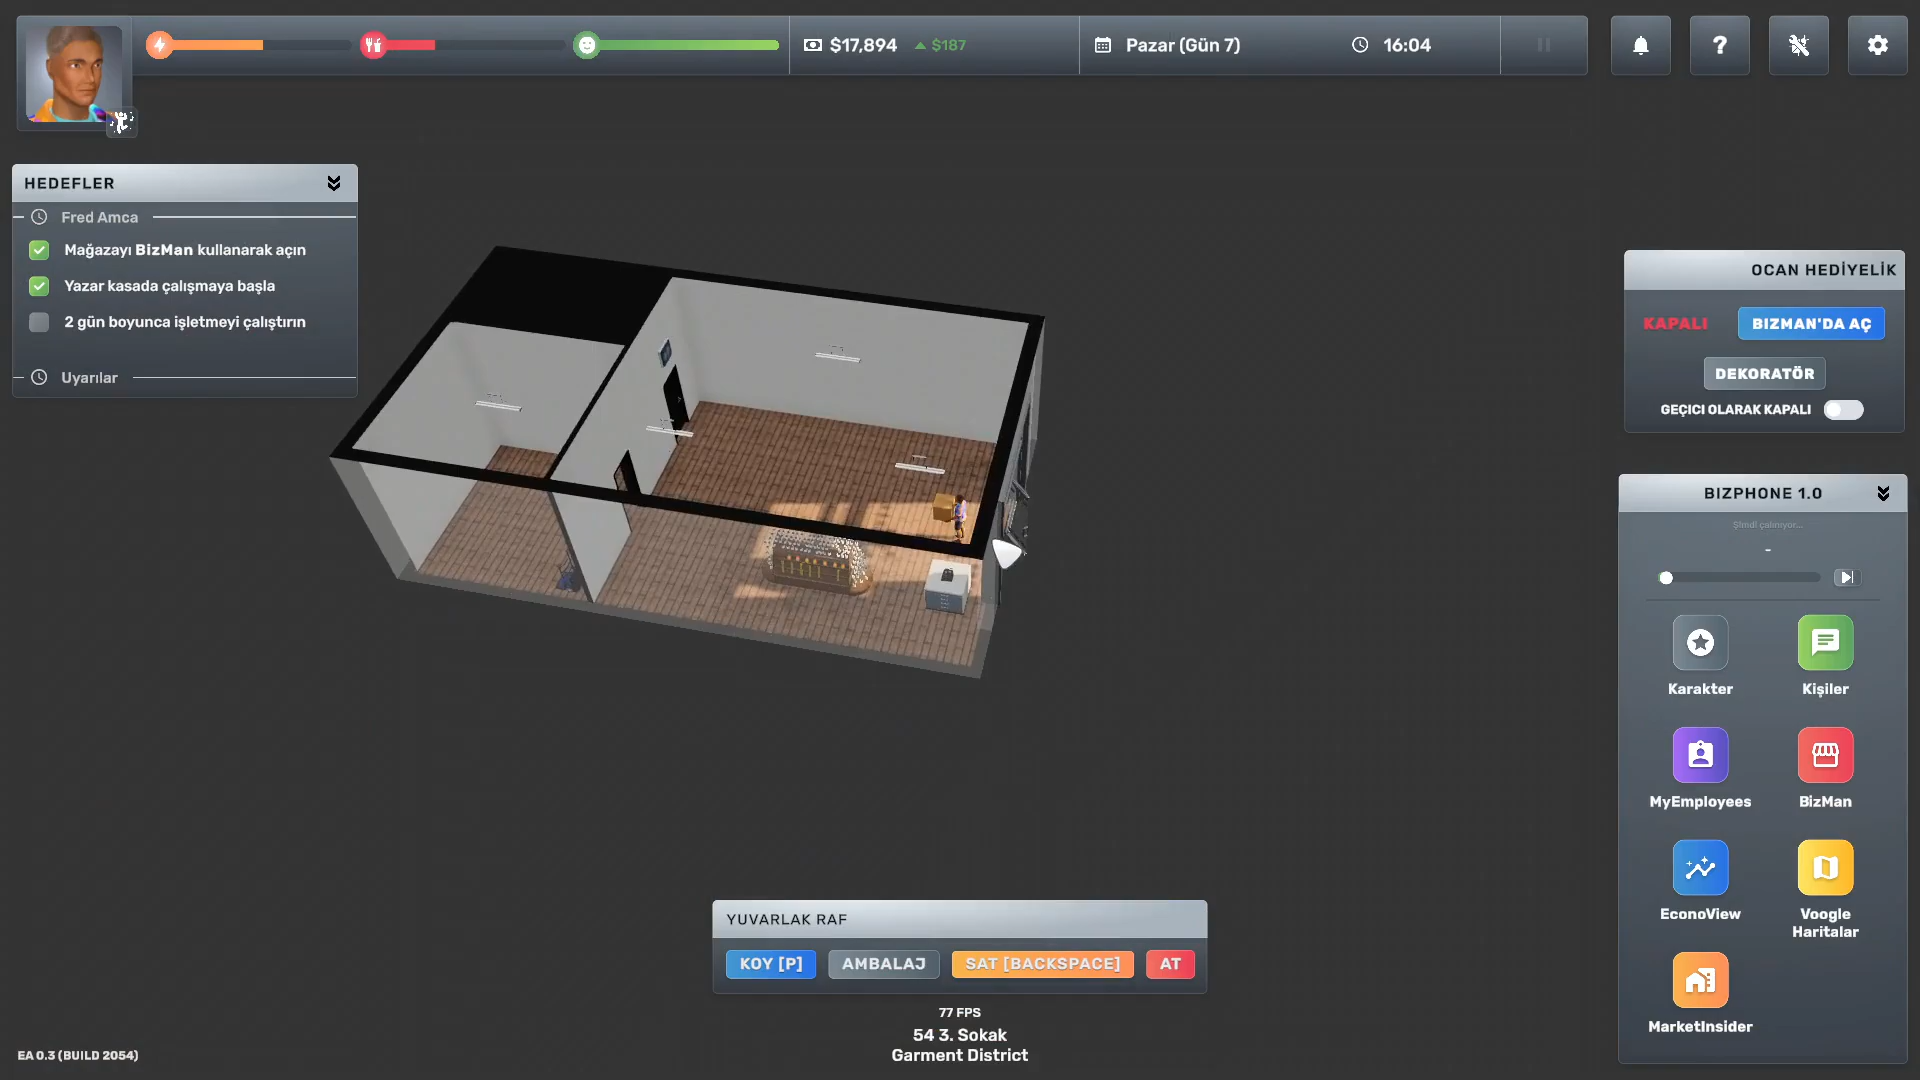 $17,894
$187
Pazar (Gün 7)
16:04
?
HEDEFLER
Fred Amca
Mağazayı BizMan kullanarak açın
Yazar kasada çalışmaya başla
2 gün boyunca işletmeyi çalıştırın
Uyarılar
OCAN HEDİYELİK
KAPALI
BIZMAN'DA AÇ
DEKORATÖR
GEÇICI OLARAK KAPALI
BIZPHONE 1.0
Şimdi çalınıyor...
-
Karakter
Kişiler
MyEmployees
BizMan
EconoView
Voogle
Haritalar
MarketInsider
YUVARLAK RAF
KOY [P]
AMBALAJ
SAT [BACKSPACE]
AT
77 FPS
54 3. Sokak
Garment District
EA 0.3 (BUILD 2054)